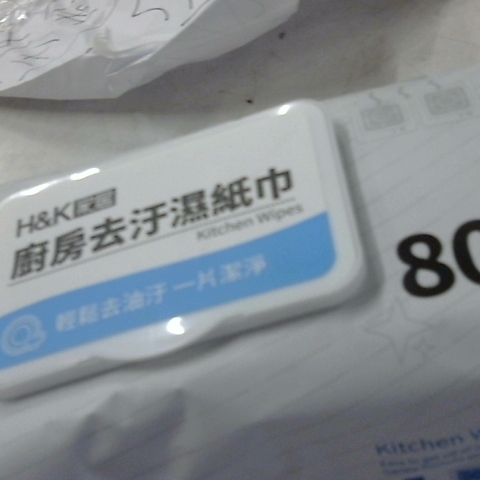 H&K
廚房去汙濕紙巾
Kitchen Wipes
輕鬆去油汙 一片潔淨
80
Kitchen